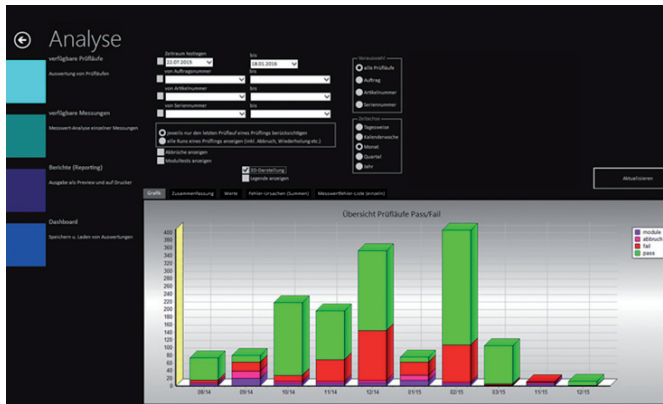 Analyse
verfügbare Prüfläufe
Auswertung von Prüfläufen
verfügbare Messungen
Messwert-Analyse einzelner Messungen
Berichte (Reporting)
Ausgabe als Preview und auf Drucker
Dashboard
Speichern u. Laden von Auswertungen
Zeitraum festlegen bis
22.07.2015 18.01.2016
von Auftragsnummer bis
von Artikelnummer bis
von Seriennummer bis
jeweils nur den letzten Prüflauf eines Prüflings berücksichtigen
alle Runs eines Prüflings anzeigen (inkl. Abbruch, Wiederholung etc.)
Abbrüche anzeigen
Modultests anzeigen
3D-Darstellung
Legende anzeigen
Vorauswahl
alle Prüfläufe
Auftrag
Artikelnummer
Seriennummer
Zeitachse
Tagesweise
Kalenderwoche
Monat
Quartal
Jahr
Aktualisieren
Grafik Zusammenfassung Werte Fehler-Ursachen (Summen) Messwertfehler-Liste (einzeln)
Übersicht Prüfläufe Pass/Fail
400
380
360
340
320
300
280
260
240
220
200
180
160
140
120
100
80
60
40
20
0
08/14 09/14 10/14 11/14 12/14 01/15 02/15 03/15 11/15 12/15
module
abbruch
fail
pass